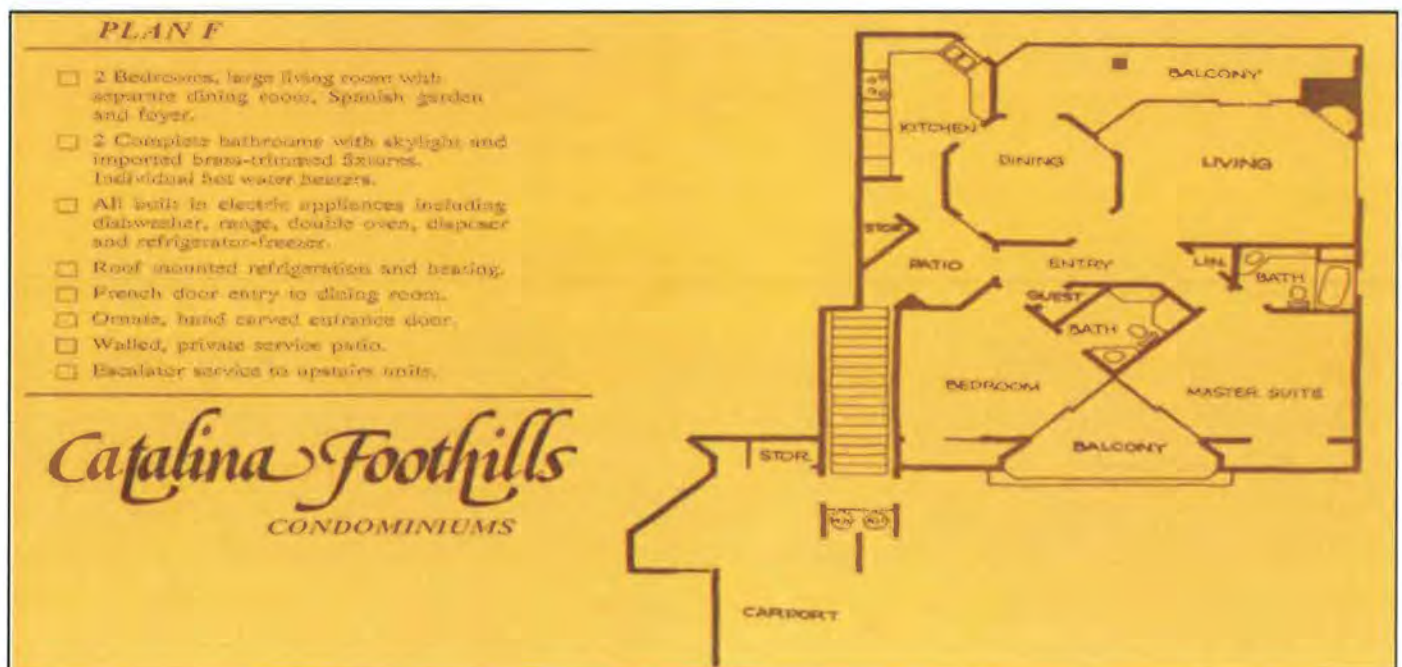 PLAN F
2 Bedrooms, large living room with
separate dining room, Spanish garden
and foyer.
2 Complete bathrooms with skylight and
imported brass-trimmed fixtures.
Individual hot water heaters.
All built in electric appliances including
dishwasher, range, double oven, disposer
and refrigerator-freezer.
Roof mounted refrigeration and heating.
French door entry to dining room.
Ornate, hand carved entrance door.
Walled, private service patio.
Escalator service to upstairs units.
Catalina Foothills
CONDOMINIUMS
BALCONY
KITCHEN
DINING
LIVING
STOR
PATIO
ENTRY
LIN.
BATH
GUEST
BATH
BEDROOM
MASTER SUITE
BALCONY
STOR.
CARPORT